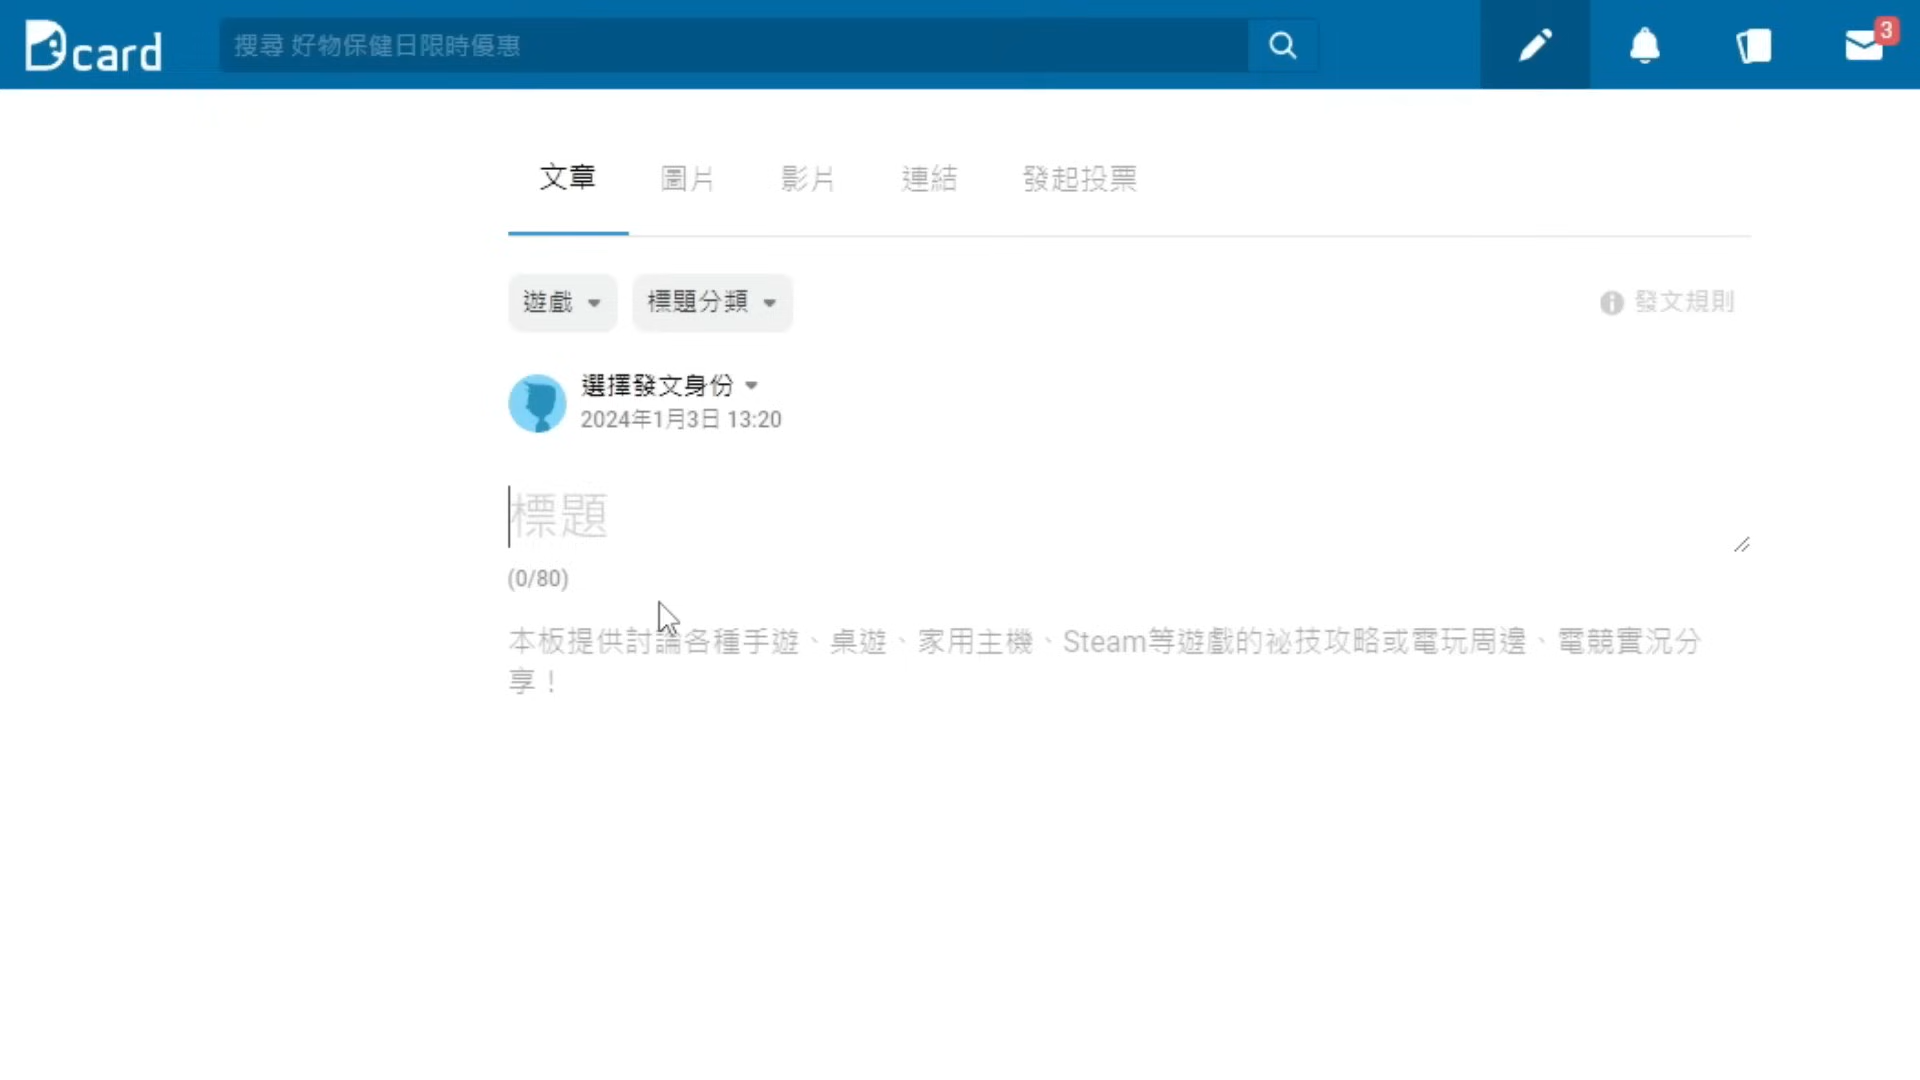 Dcard
搜尋 好物保健日限時優惠
3
文章 圖片 影片 連結 發起投票
遊戲 標題分類 發文規則
選擇發文身份
2024年1月3日 13:20
標題
(0/80)
本板提供討論各種手遊、桌遊、家用主機、Steam等遊戲的祕技攻略或電玩周邊、電競實況分
享！